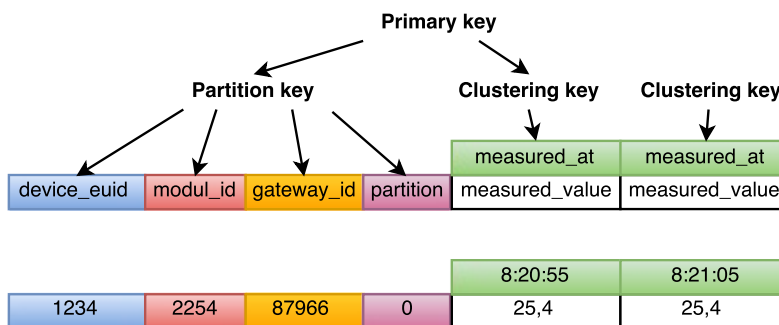 Primary key
Partition key Clustering key Clustering key
measured_at measured_at
device_euid modul_id gateway_id partition measured_value measured_value
8:20:55 8:21:05
1234 2254 87966 0 25,4 25,4